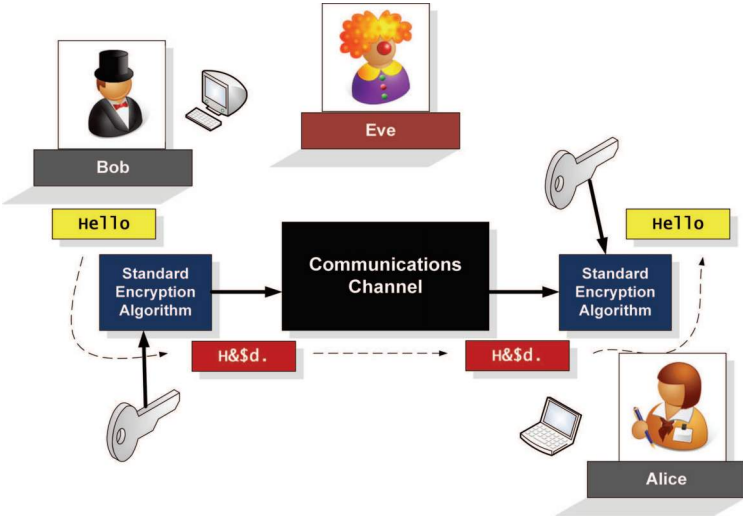 Eve
Bob
Hello
Hello
Standard
Encryption
Algorithm
Communications
Channel
Standard
Encryption
Algorithm
H&$d.
H&$d.
Alice